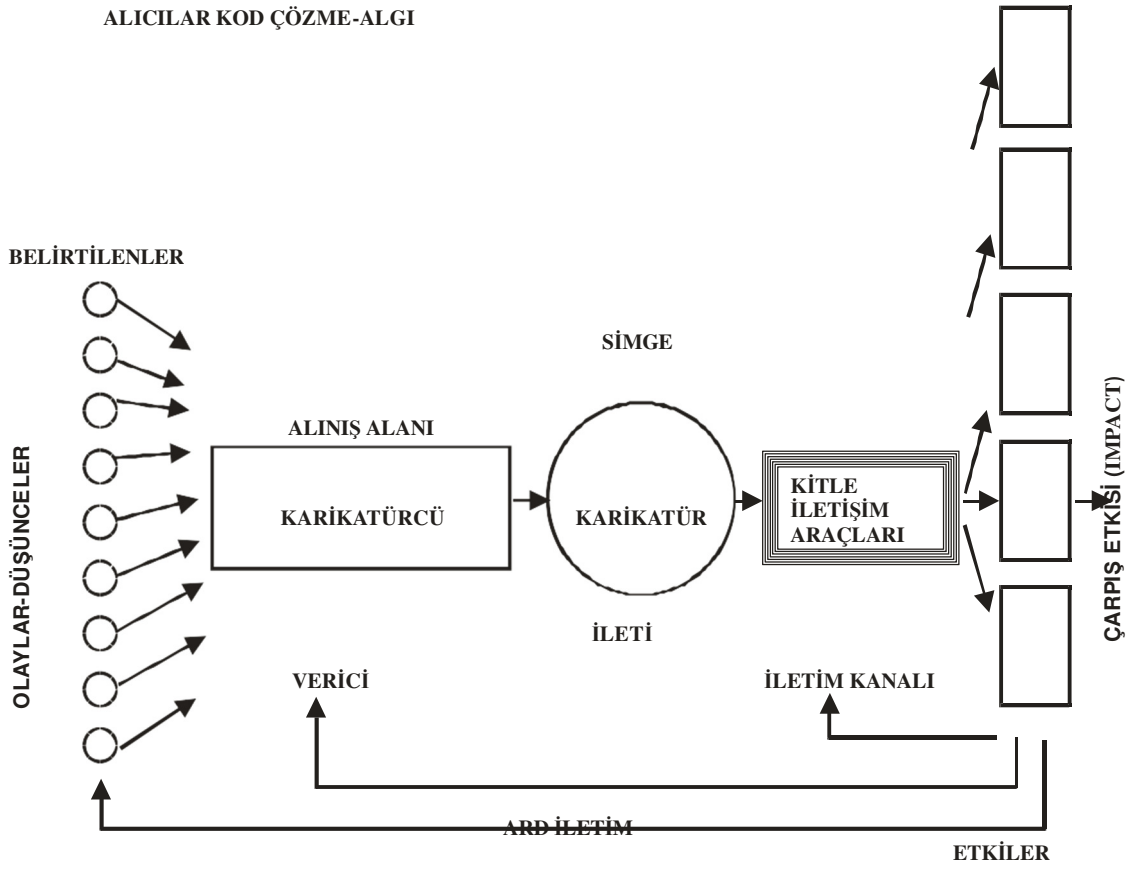 ALICILAR KOD ÇÖZME-ALGI
BELİRTİLENLER
OLAYLAR-DÜŞÜNCELER
ALINIŞ ALANI
KARİKATÜRCÜ
VERİCİ
SİMGE
KARİKATÜR
İLETİ
KİTLE
İLETİŞİM
ARAÇLARI
İLETİM KANALI
ÇARPIŞ ETKİSİ (IMPACT)
ARD İLETİM
ETKİLER